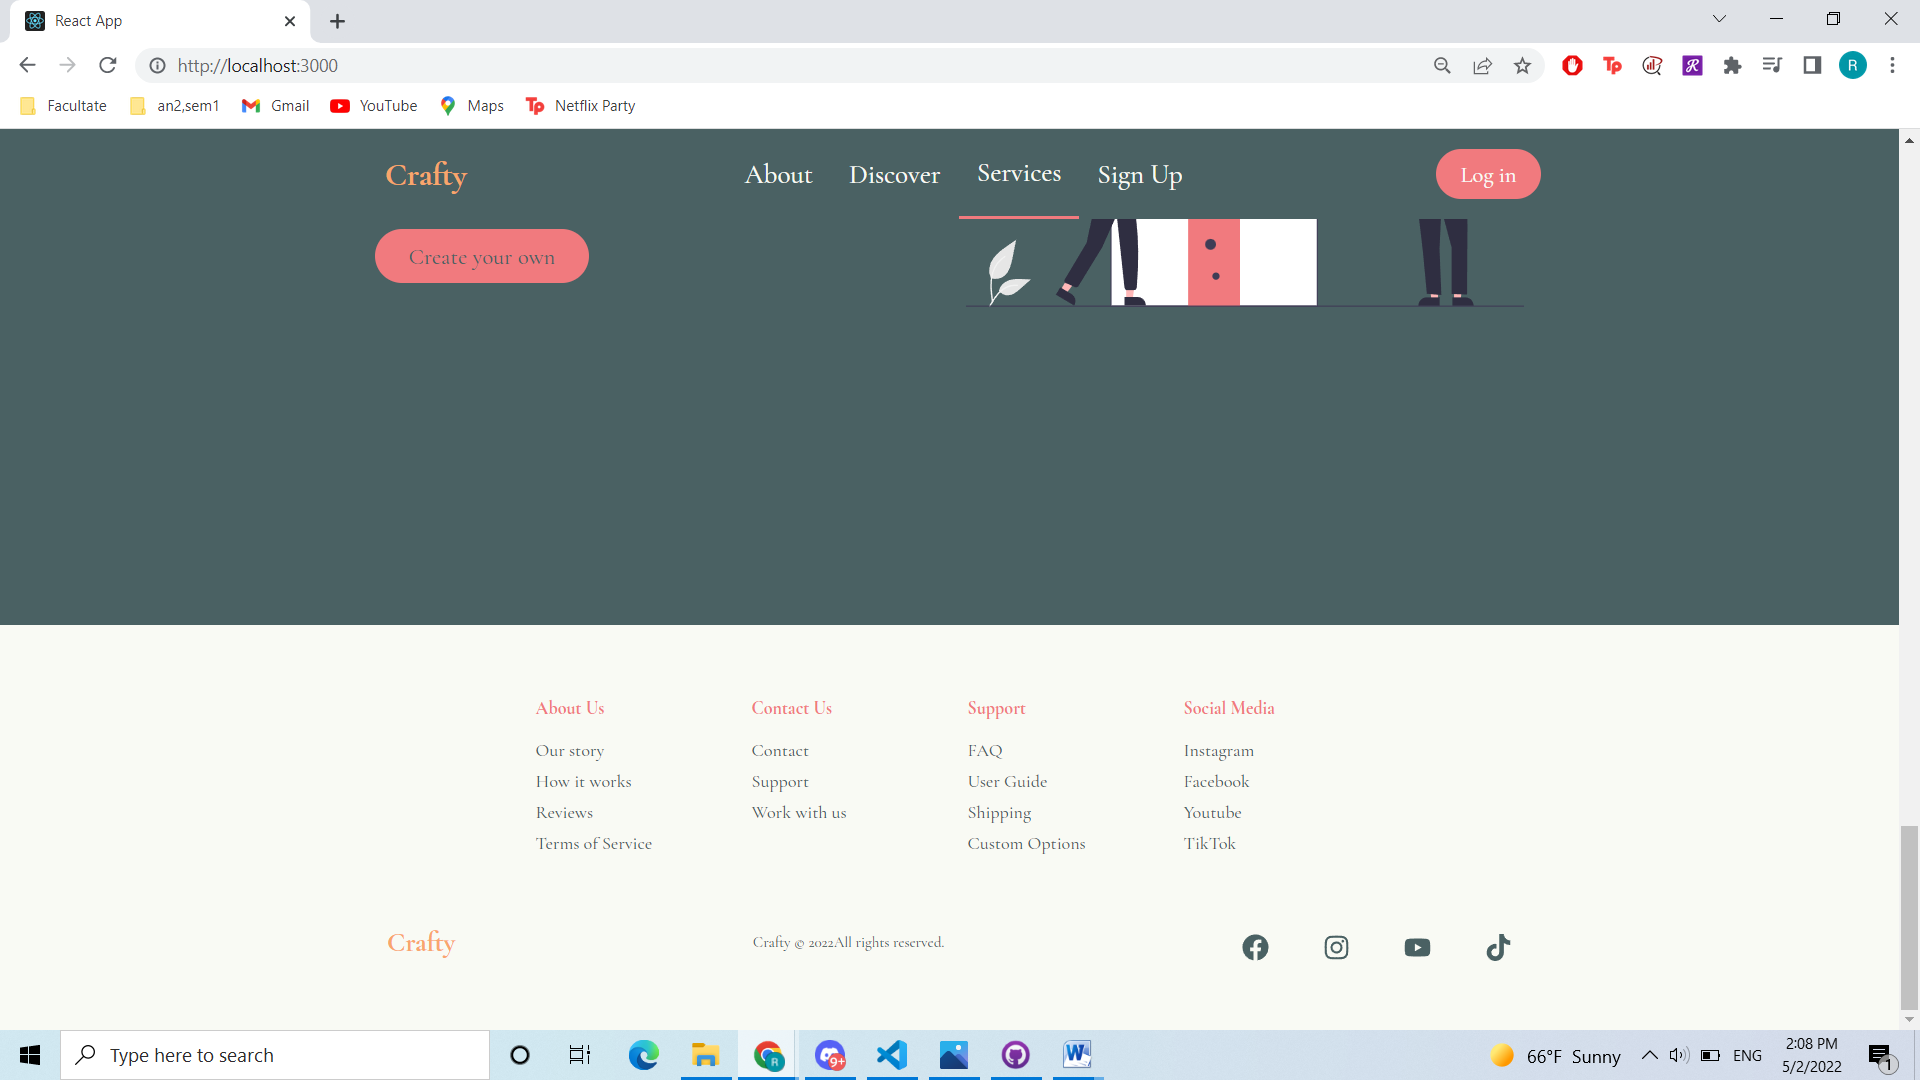 React App
http://localhost:3000
R
Facultate an2,sem1 Gmail YouTube Maps Tp Netflix Party
Crafty About Discover Services Sign Up Log in
Create your own
About Us Contact Us Support Social Media
Our story Contact FAQ Instagram
How it works Support User Guide Facebook
Reviews Work with us Shipping Youtube
Terms of Service Custom Options TikTok
Crafty Crafty © 2022All rights reserved.
Type here to search R 9+ W 66°F Sunny ENG 2:08 PM
5/2/2022 1